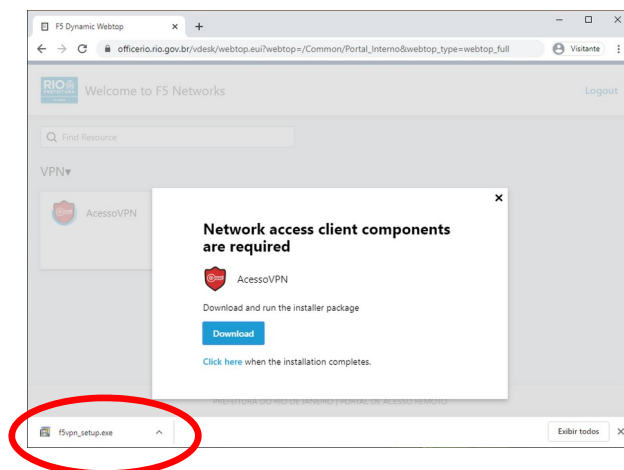 F5 Dynamic Webtop
officerio.rio.gov.br/vdesk/webtop.eui?webtop=/Common/Portal_Interno&webtop_type=webtop_full
Visitante
RIO
PREFEITURA
Welcome to F5 Networks
Logout
Find Resource
VPN▾
AcessoVPN
Network access client components
are required
AcessoVPN
Download and run the installer package
Download
Click here when the installation completes.
PREFEITURA DO RIO DE JANEIRO | PORTAL DE ACESSO REMOTO
f5vpn_setup.exe
Exibir todos